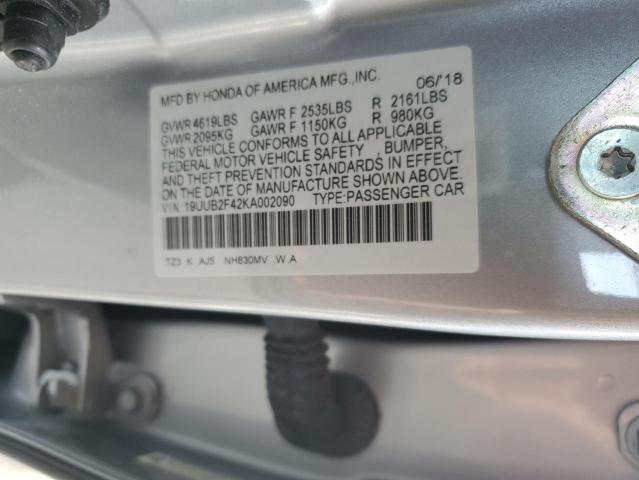 MFD BY HONDA OF AMERICA MFG.,INC. 06/18
GVWR 4619LBS GAWR F 2535LBS R 2161LBS
GVWR 2095KG GAWR F 1150KG R 980KG
THIS VEHICLE CONFORMS TO ALL APPLICABLE
FEDERAL MOTOR VEHICLE SAFETY , BUMPER,
AND THEFT PREVENTION STANDARDS IN EFFECT
ON THE DATE OF MANUFACTURE SHOWN ABOVE.
VIN: 19UUB2F42KA002090 TYPE:PASSENGER CAR
TZ3 K AJ5 NH830MV .W.A